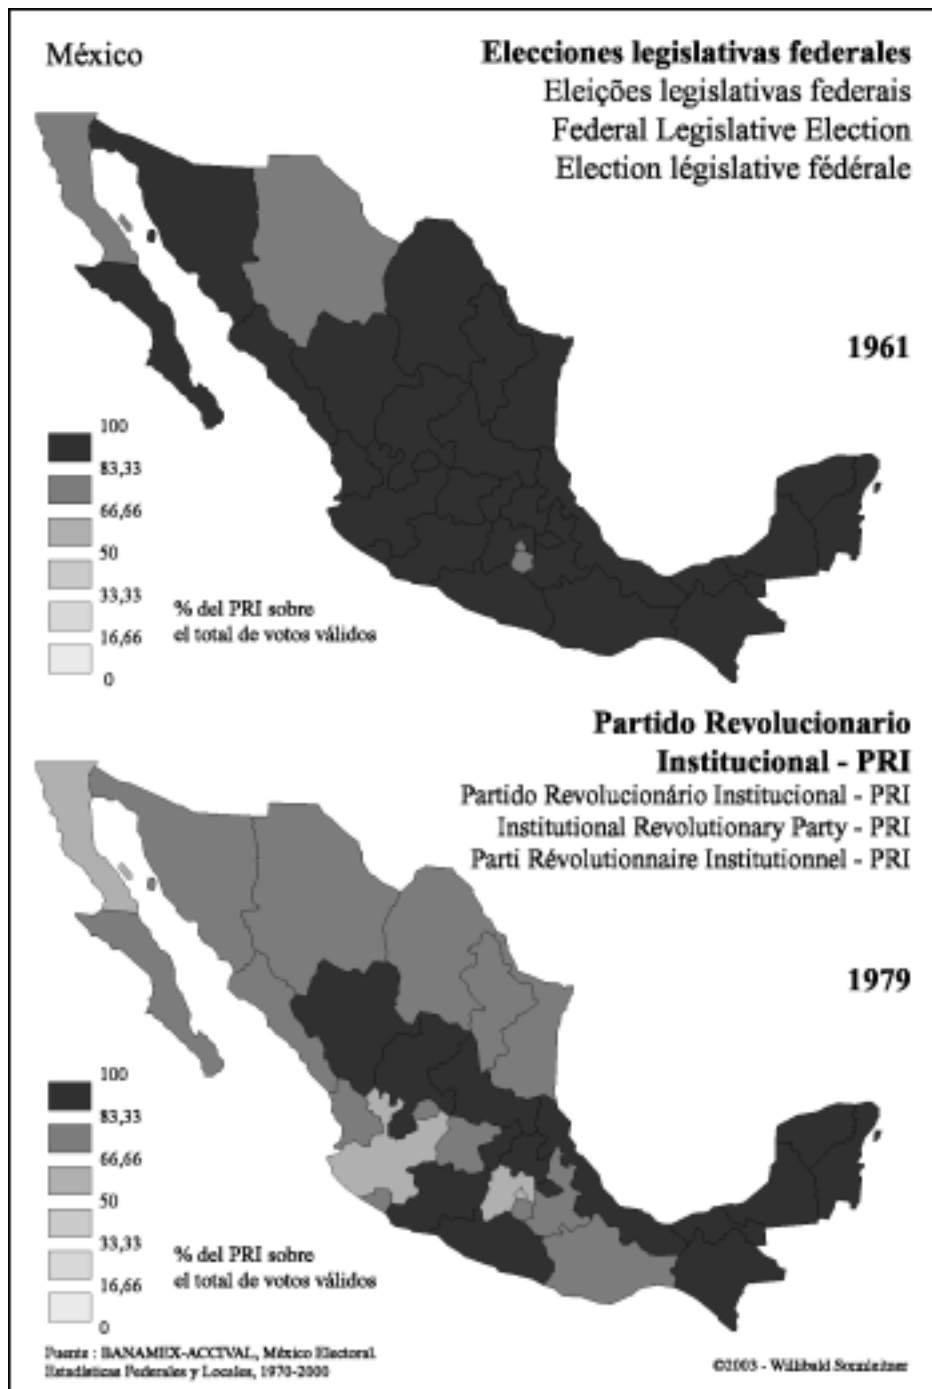 México
Elecciones legislativas federales
Eleições legislativas federais
Federal Legislative Election
Election législative fédérale
1961
100
83,33
66,66
50
33,33
16,66
0
% del PRI sobre
el total de votos válidos
Partido Revolucionario
Institucional - PRI
Partido Revolucionário Institucional - PRI
Institutional Revolutionary Party - PRI
Parti Révolutionnaire Institutionnel - PRI
1979
100
83,33
66,66
50
33,33
16,66
0
% del PRI sobre
el total de votos válidos
Fuente : BANAMEX-ACCIVAL, México Electoral.
Estadísticas Federales y Locales, 1970-2000
©2003 - Willibald Sonnleitner